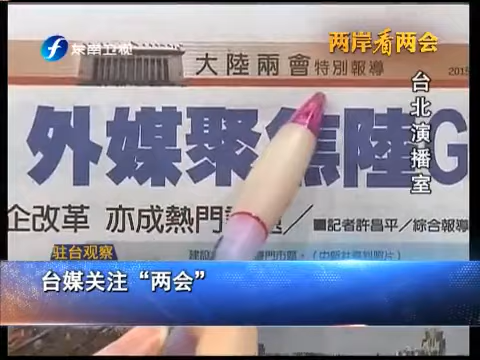 东南卫视
两岸看两会
大陸兩會特別報導
2015
台北演播室
外媒聚焦陸G
企改革 亦成熱門
■記者許昌平／綜合報導
驻台观察
台媒关注“两会”